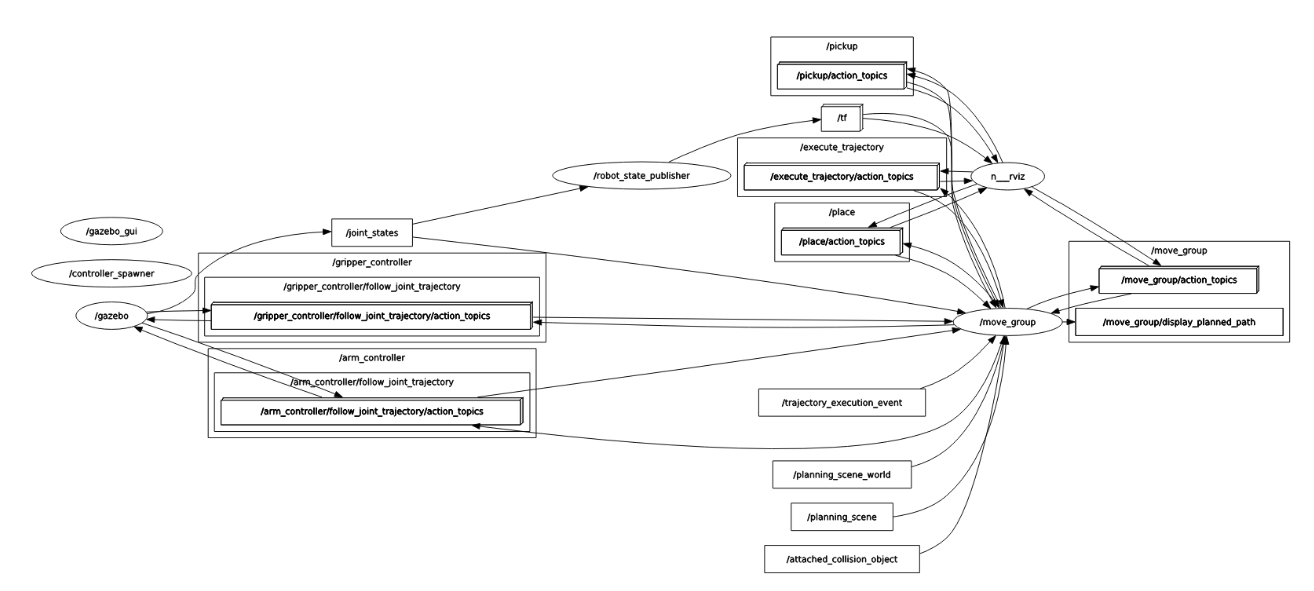 /pickup
/pickup/action_topics
/tf
/execute_trajectory
/robot_state_publisher
/execute_trajectory/action_topics
n__rviz
/place
/gazebo_gui
/joint_states
/place/action_topics
/move_group
/gripper_controller
/controller_spawner
/move_group/action_topics
/gripper_controller/follow_joint_trajectory
/gazebo
/gripper_controller/follow_joint_trajectory/action_topics
/move_group
/move_group/display_planned_path
/arm_controller
/arm_controller/follow_joint_trajectory
/trajectory_execution_event
/arm_controller/follow_joint_trajectory/action_topics
/planning_scene_world
/planning_scene
/attached_collision_object